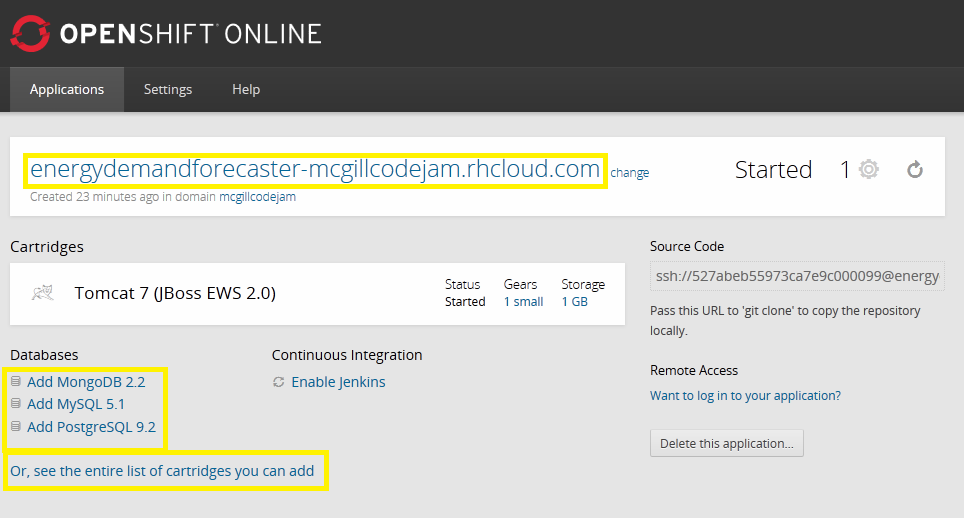 OPENSHIFT ONLINE
Applications Settings Help
energydemandforecaster-mcgillcodejam.rhcloud.com change
Started 1
Created 23 minutes ago in domain mcgillcodejam
Cartridges
Tomcat 7 (JBoss EWS 2.0)
Status Gears Storage
Started 1 small 1 GB
Databases
Add MongoDB 2.2
Add MySQL 5.1
Add PostgreSQL 9.2
Or, see the entire list of cartridges you can add
Continuous Integration
Enable Jenkins
Source Code
ssh://527abeb55973ca7e9c000099@energy
Pass this URL to 'git clone' to copy the repository
locally.
Remote Access
Want to log in to your application?
Delete this application...